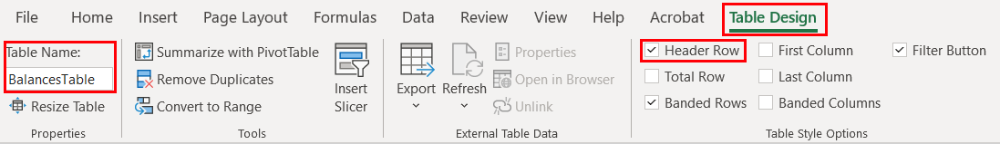 File Home Insert Page Layout Formulas Data Review View Help Acrobat Table Design
Table Name:
BalancesTable
Resize Table
Properties
Summarize with PivotTable
Remove Duplicates
Convert to Range
Insert
Slicer
Tools
Export
Refresh
Properties
Open in Browser
Unlink
External Table Data
Header Row
Total Row
Banded Rows
First Column
Last Column
Banded Columns
Filter Button
Table Style Options